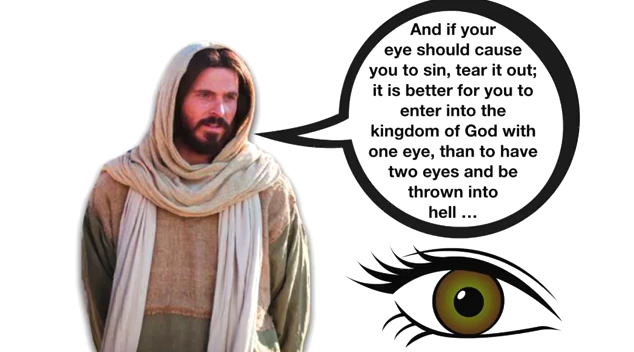 And if your
eye should cause
you to sin, tear it out;
it is better for you to
enter into the
kingdom of God with
one eye, than to have
two eyes and be
thrown into
hell ...